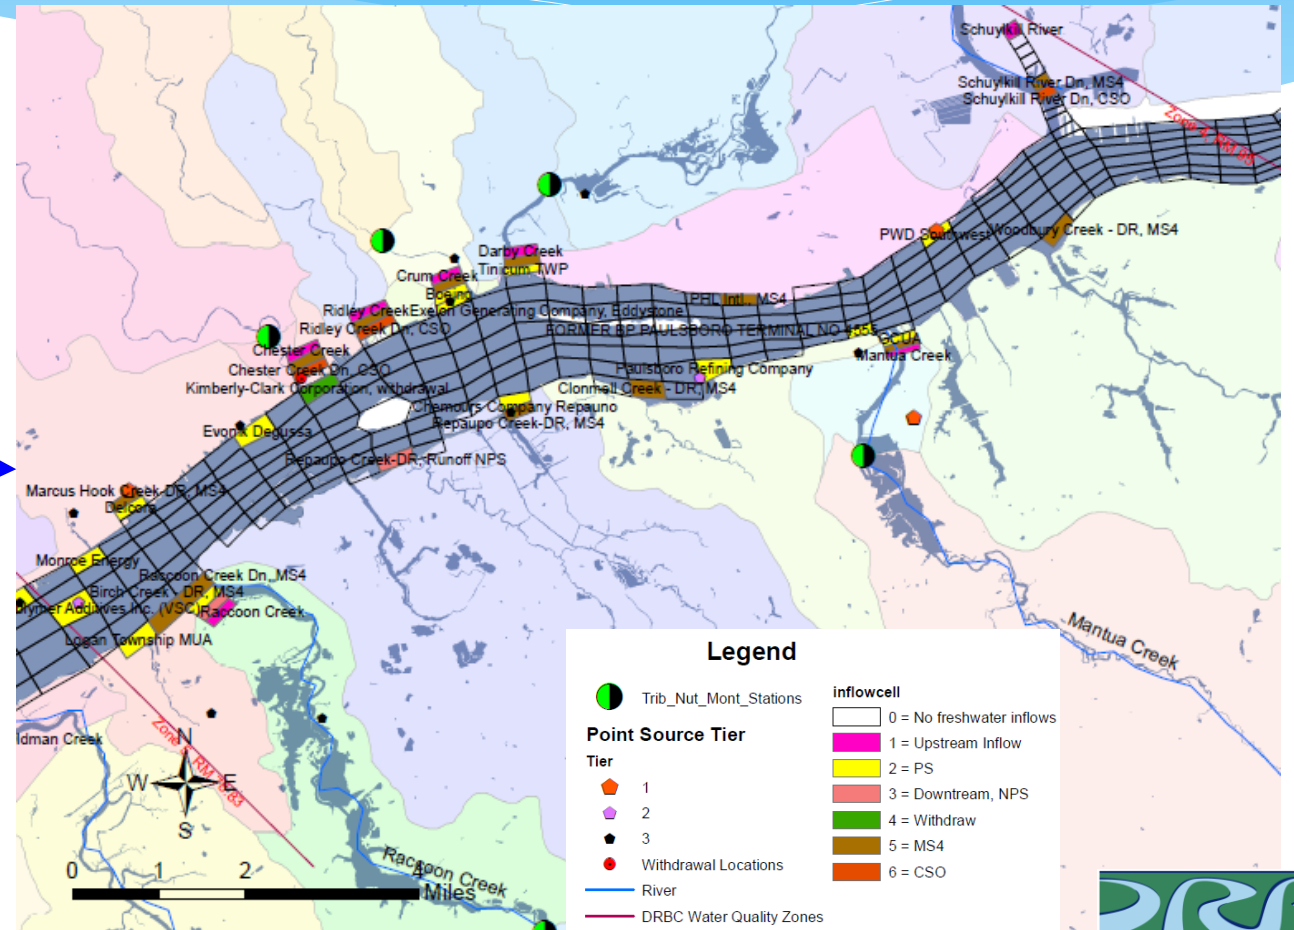 Schuylkill River
Schuylkill River Dn, MS4
Schuylkill River Dn, CSO
Zone 4, RM 95
PWD Southwest
Woodbury Creek - DR, MS4
Darby Creek
Tinicum TWP
Crum Creek
Boeing
Ridley Creek
Exelon Generating Company, Eddystone
PHL Intl., MS4
Ridley Creek Dn, CSO
FORMER BP PAULSBORO TERMINAL NO 4555
GCUA
Mantua Creek
Chester Creek
Chester Creek Dn, CSO
Paulsboro Refining Company
Kimberly-Clark Corporation, withdrawal
Clonmell Creek - DR, MS4
Chemours Company Repauno
Repaupo Creek-DR, MS4
Evonik Degussa
Repaupo Creek-DR, Runoff NPS
Marcus Hook Creek-DR, MS4
Delcora
Monroe Energy
Raccoon Creek Dn, MS4
Birch Creek - DR, MS4
Additives Inc. (VSC)
Raccoon Creek
Logan Township MUA
Mantua Creek
ldman Creek
N
W
E
S
0
1
2
4
Miles
Raccoon Creek
Legend
Trib_Nut_Mont_Stations
Point Source Tier
Tier
1
2
3
Withdrawal Locations
River
DRBC Water Quality Zones
inflowcell
0 = No freshwater inflows
1 = Upstream Inflow
2 = PS
3 = Downtream, NPS
4 = Withdraw
5 = MS4
6 = CSO